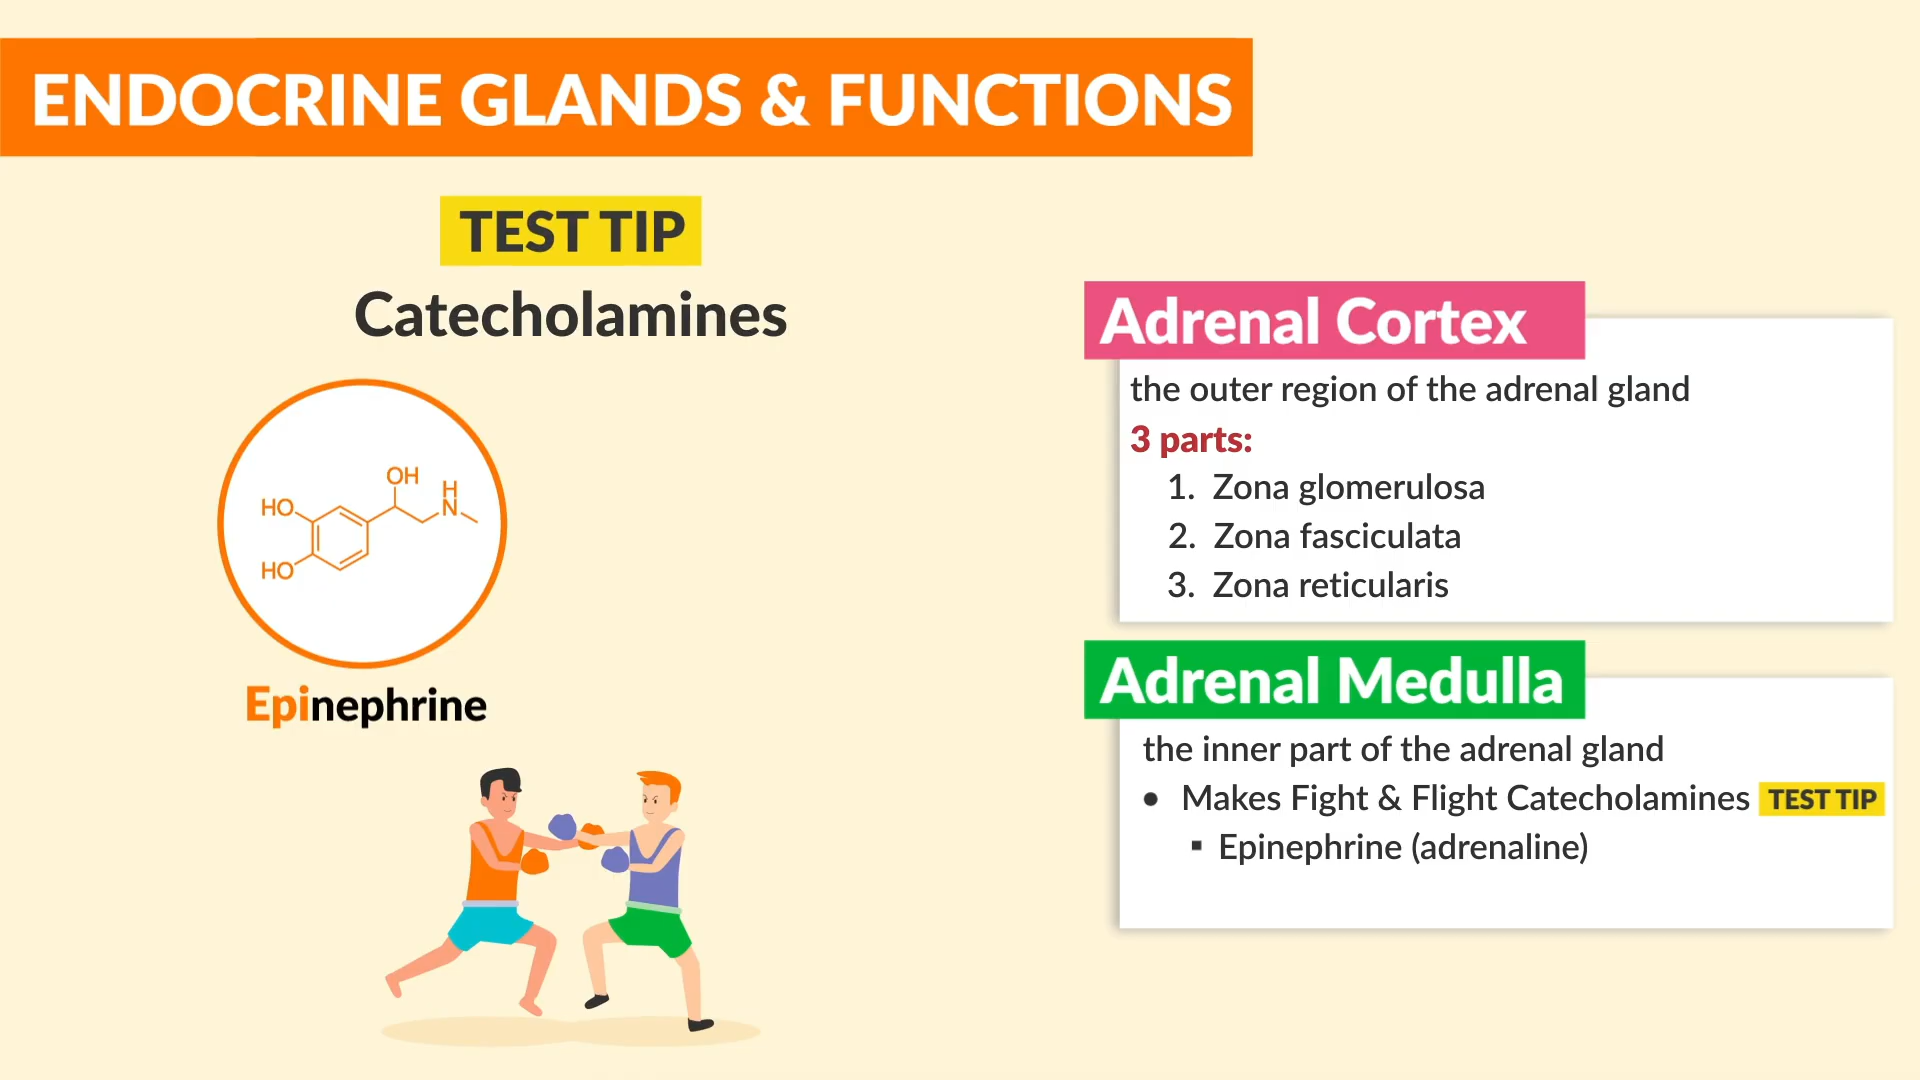 ENDOCRINE GLANDS & FUNCTIONS
TEST TIP
Catecholamines
OH
H
N
HO
HO
Epinephrine
Adrenal Cortex
the outer region of the adrenal gland
3 parts:
1. Zona glomerulosa
2. Zona fasciculata
3. Zona reticularis
Adrenal Medulla
the inner part of the adrenal gland
• Makes Fight & Flight Catecholamines TEST TIP
▪ Epinephrine (adrenaline)